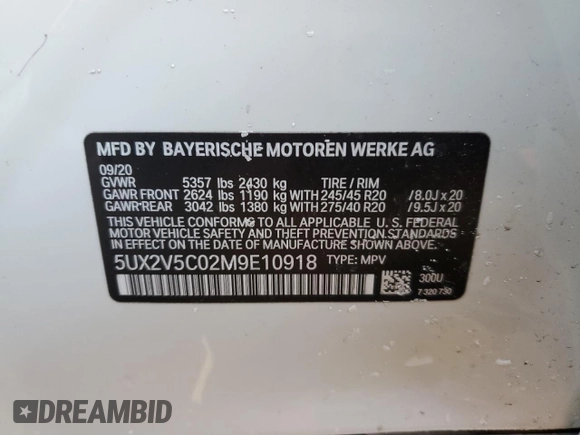 MFD BY BAYERISCHE MOTOREN WERKE AG
09/20
GVWR 5357 lbs 2430 kg TIRE / RIM
GAWR FRONT 2624 lbs 1190 kg WITH 245/45 R20 /8.0J x 20
GAWR REAR 3042 lbs 1380 kg WITH 275/40 R20 /9.5J x 20
THIS VEHICLE CONFORMS TO ALL APPLICABLE U. S. FEDERAL
MOTOR VEHICLE SAFETY AND THEFT PREVENTION STANDARDS
IN EFFECT ON THE DATE OF MANUFACTURE SHOWN ABOVE.
5UX2V5C02M9E10918 TYPE: MPV
300U
7 320 730
DREAMBID